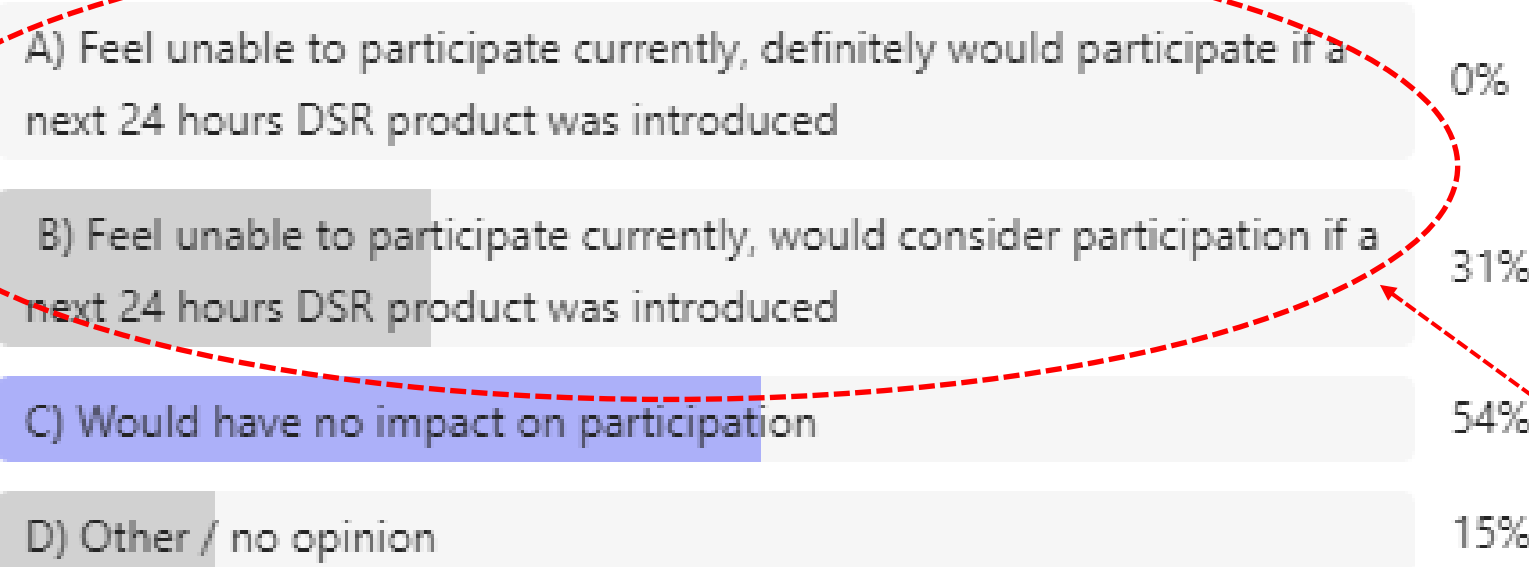 A) Feel unable to participate currently, definitely would participate if a
next 24 hours DSR product was introduced
0%
B) Feel unable to participate currently, would consider participation if a
next 24 hours DSR product was introduced
31%
C) Would have no impact on participation
54%
D) Other / no opinion
15%